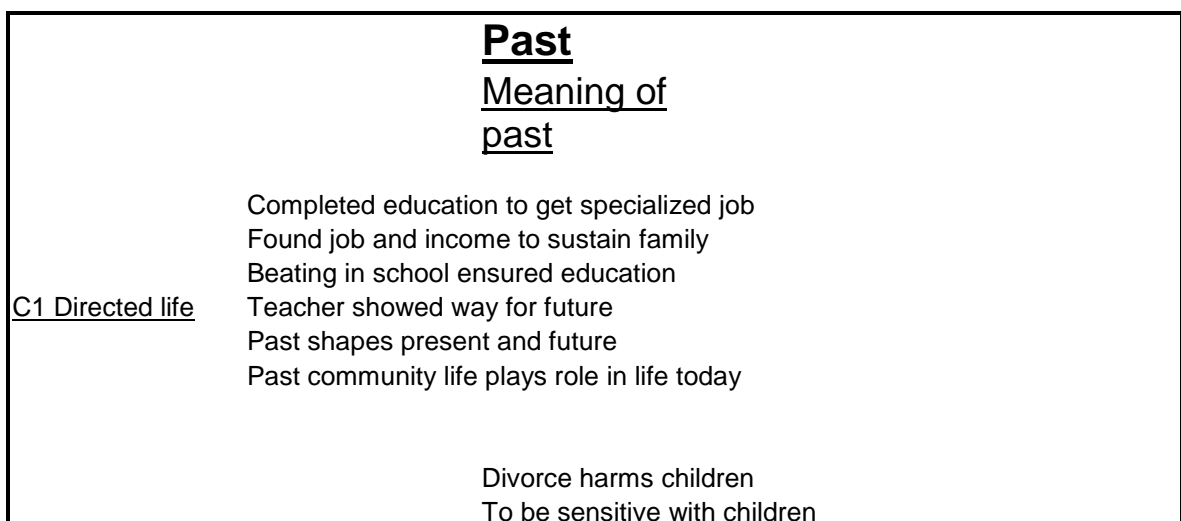 Past
Meaning of
past
Completed education to get specialized job
Found job and income to sustain family
Beating in school ensured education
C1 Directed life Teacher showed way for future
Past shapes present and future
Past community life plays role in life today
Divorce harms children
To be sensitive with children